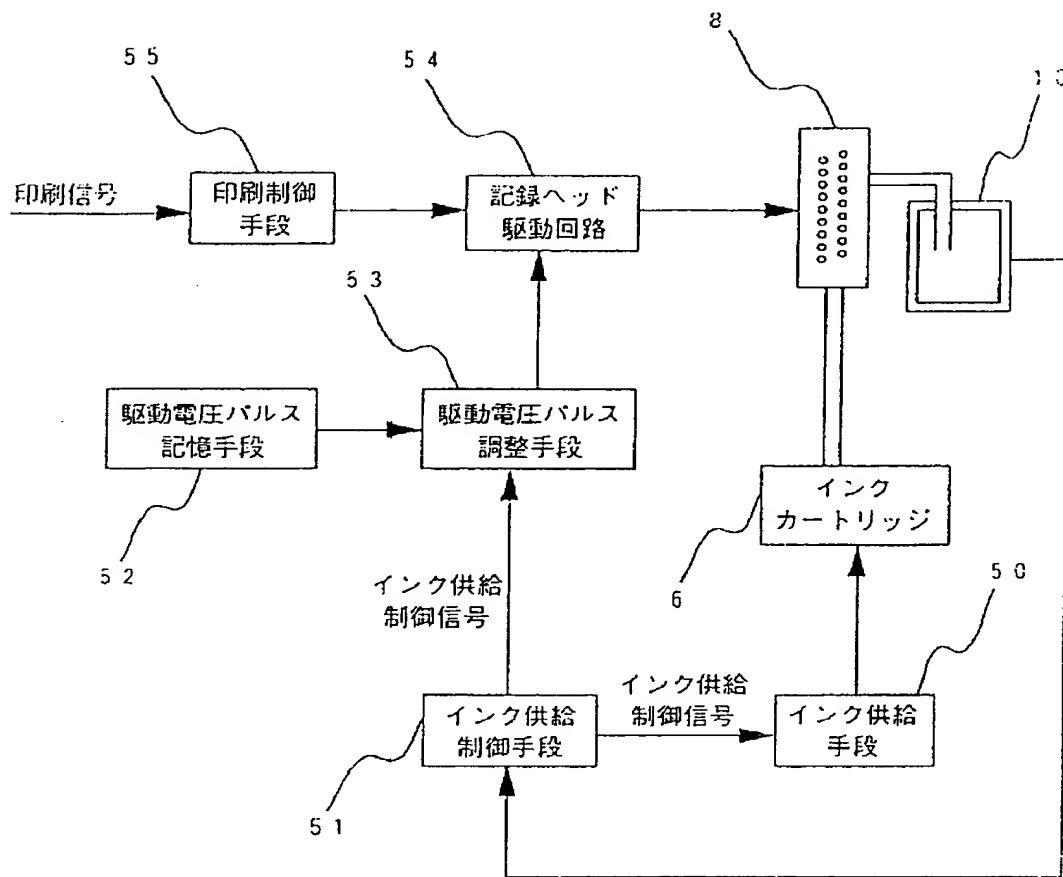 55
54
8
印刷信号
印刷制御
手段
記録ヘッド
駆動回路
53
駆動電圧パルス
記憶手段
駆動電圧パルス
調整手段
インク
カートリッジ
52
6
50
インク供給
制御信号
インク供給
制御信号
インク供給
制御手段
インク供給
手段
51